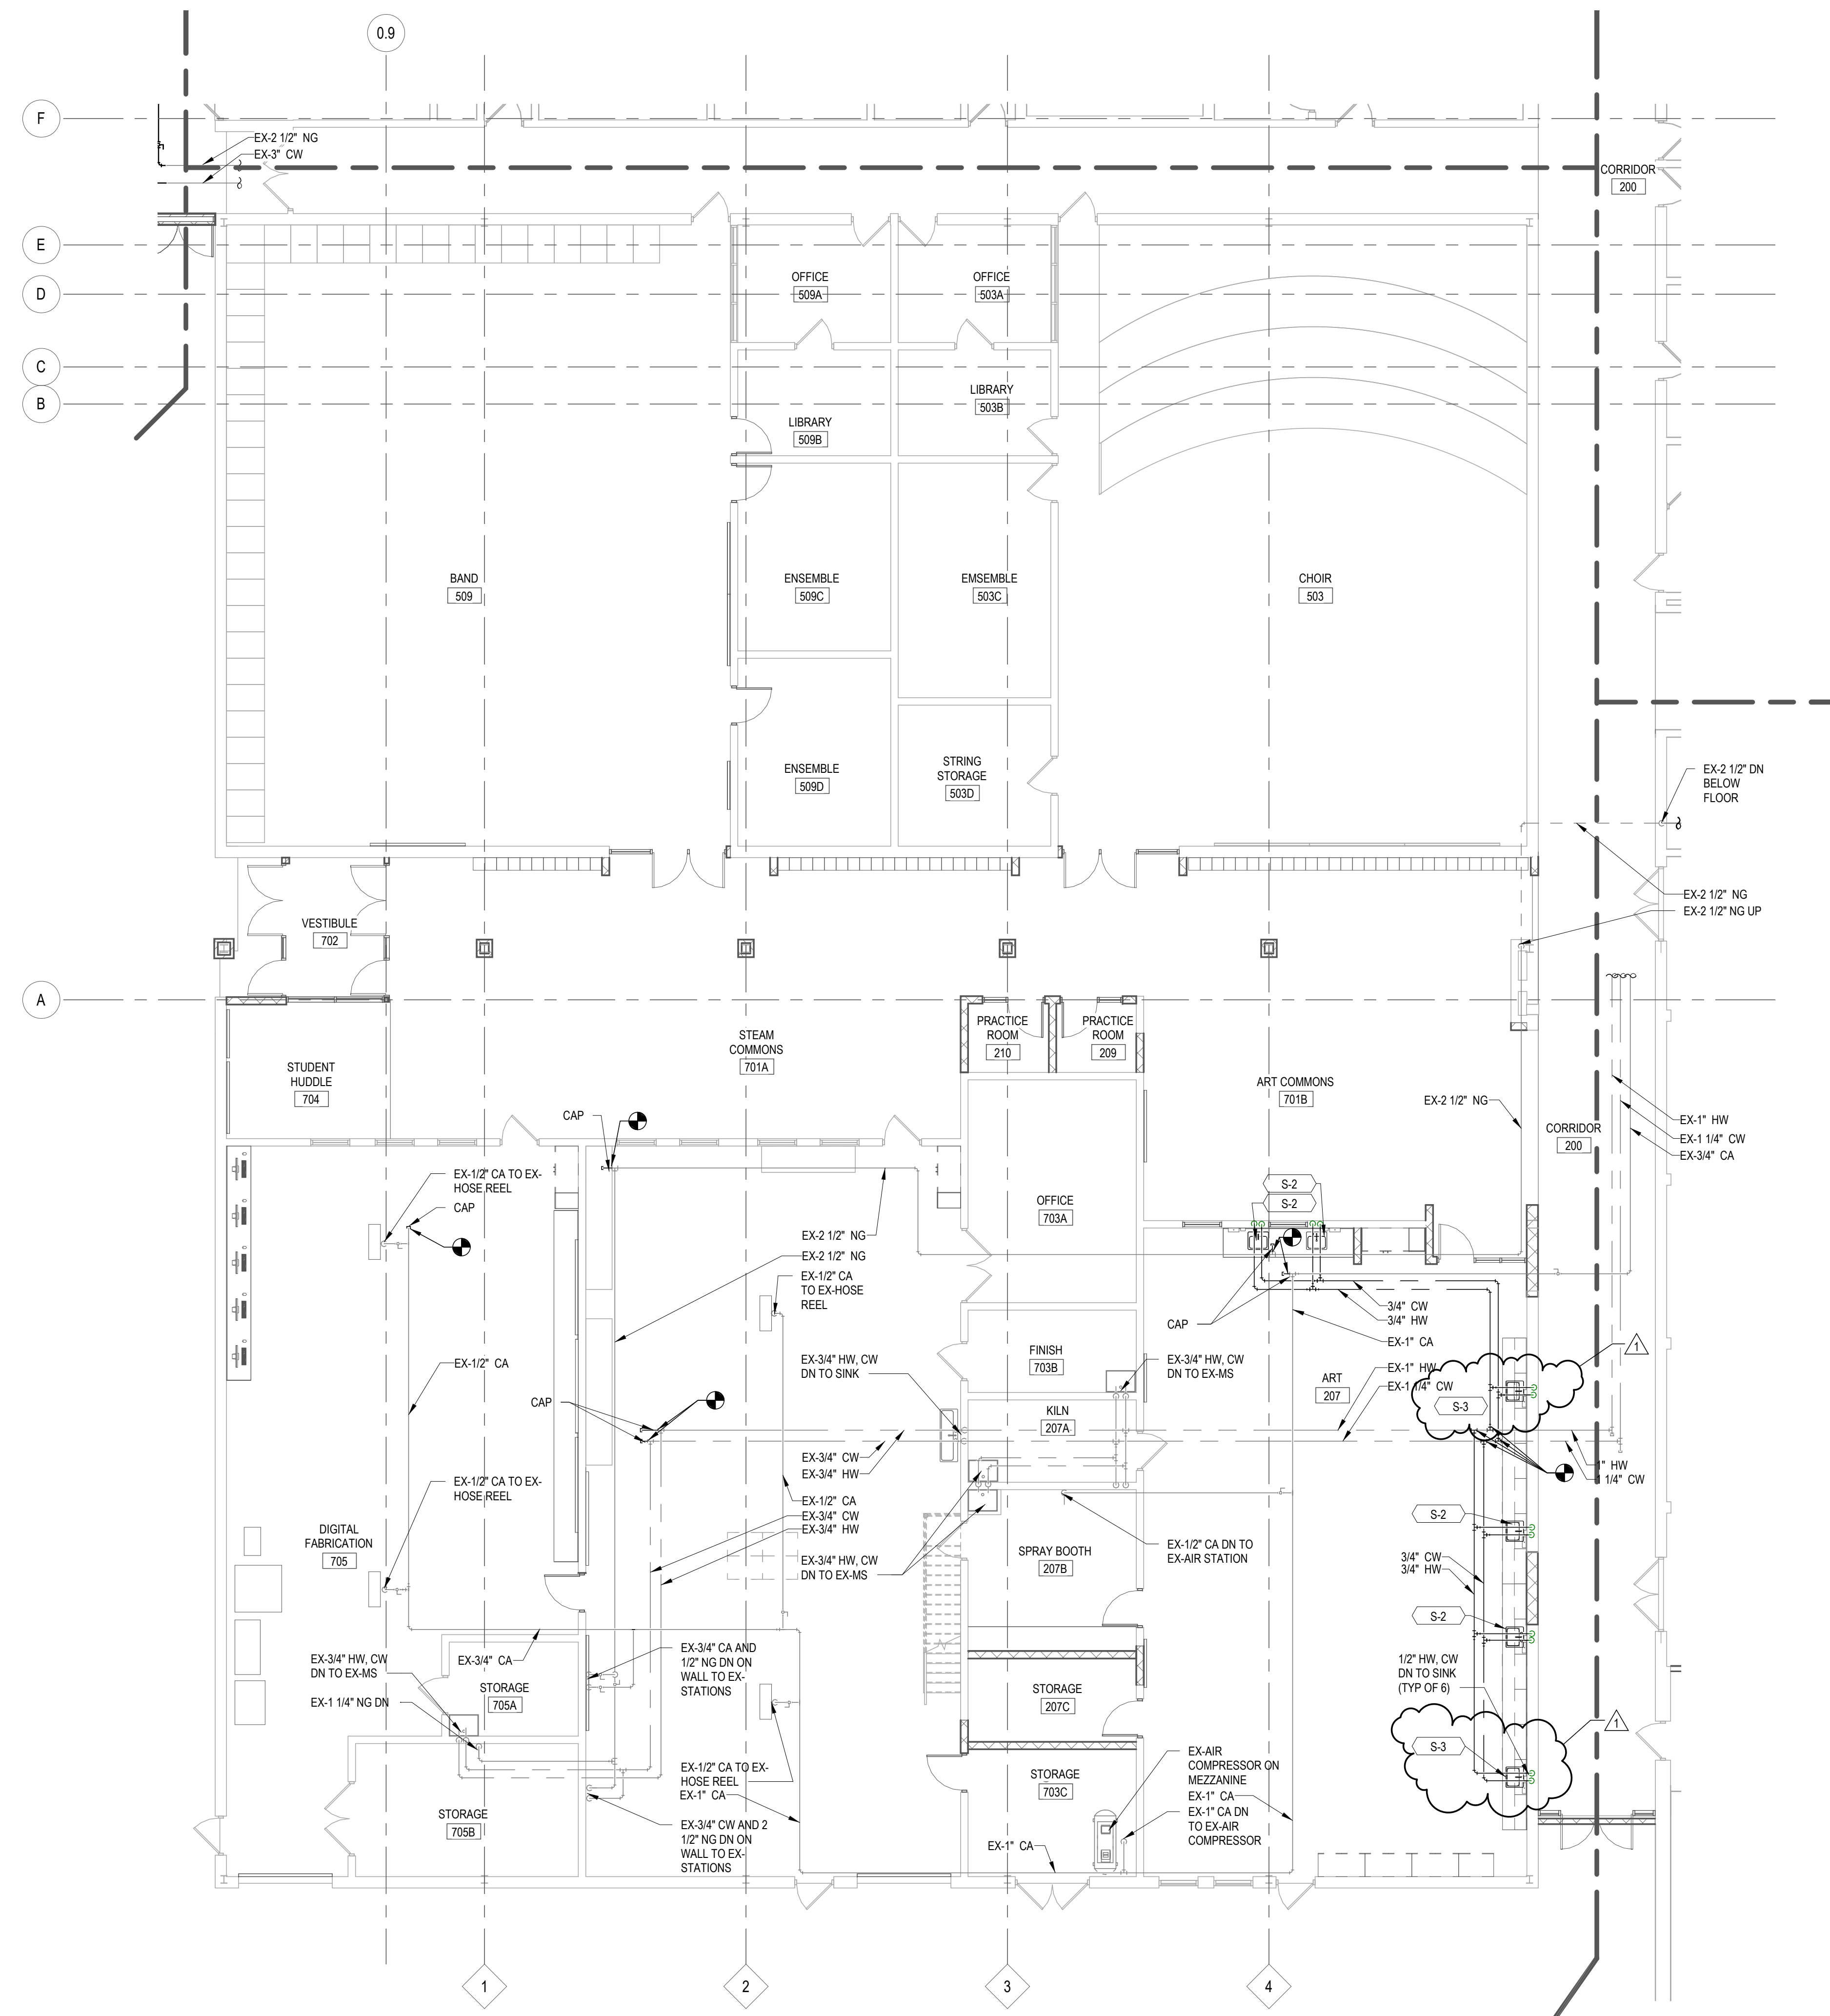 0.9
F
EX-2 1/2" NG
EX-3" CW
CORRIDOR
200
E
D
C
B
OFFICE
509A
OFFICE
503A
LIBRARY
503B
LIBRARY
509B
BAND
509
ENSEMBLE
509C
EMSEMBLE
503C
CHOIR
503
ENSEMBLE
509D
STRING
STORAGE
503D
EX-2 1/2" DN
BELOW
FLOOR
EX-2 1/2" NG
EX-2 1/2" NG UP
VESTIBULE
702
A
PRACTICE
ROOM
210
PRACTICE
ROOM
209
STEAM
COMMONS
701A
STUDENT
HUDDLE
704
ART COMMONS
701B
EX-2 1/2" NG
CORRIDOR
200
EX-1" HW
EX-1 1/4" CW
EX-3/4" CA
CAP
EX-1/2" CA TO EX-
HOSE REEL
CAP
OFFICE
703A
S-2
S-2
EX-2 1/2" NG
EX-2 1/2" NG
EX-1/2" CA
TO EX-HOSE
REEL
3/4" CW
3/4" HW
CAP
EX-1" CA
EX-1/2" CA
EX-3/4" HW, CW
DN TO SINK
FINISH
703B
EX-3/4" HW, CW
DN TO EX-MS
EX-1" HW
EX-1 1/4" CW
ART
207
1
S-3
CAP
KILN
207A
EX-3/4" CW
EX-3/4" HW
1" HW
1 1/4" CW
EX-1/2" CA TO EX-
HOSE REEL
EX-1/2" CA
EX-3/4" CW
EX-3/4" HW
S-2
DIGITAL
FABRICATION
705
EX-3/4" HW, CW
DN TO EX-MS
SPRAY BOOTH
207B
EX-1/2" CA DN TO
EX-AIR STATION
3/4" CW
3/4" HW
S-2
EX-3/4" HW, CW
DN TO EX-MS
EX-3/4" CA
EX-1 1/4" NG DN
STORAGE
705A
EX-3/4" CA AND
1/2" NG DN ON
WALL TO EX-
STATIONS
STORAGE
207C
1/2" HW, CW
DN TO SINK
(TYP OF 6)
1
S-3
EX-1/2" CA TO EX-
HOSE REEL
EX-1" CA
STORAGE
703C
EX-AIR
COMPRESSOR ON
MEZZANINE
EX-1" CA
EX-1" CA DN
TO EX-AIR
COMPRESSOR
STORAGE
705B
EX-3/4" CW AND 2
1/2" NG DN ON
WALL TO EX-
STATIONS
EX-1" CA
1
2
3
4